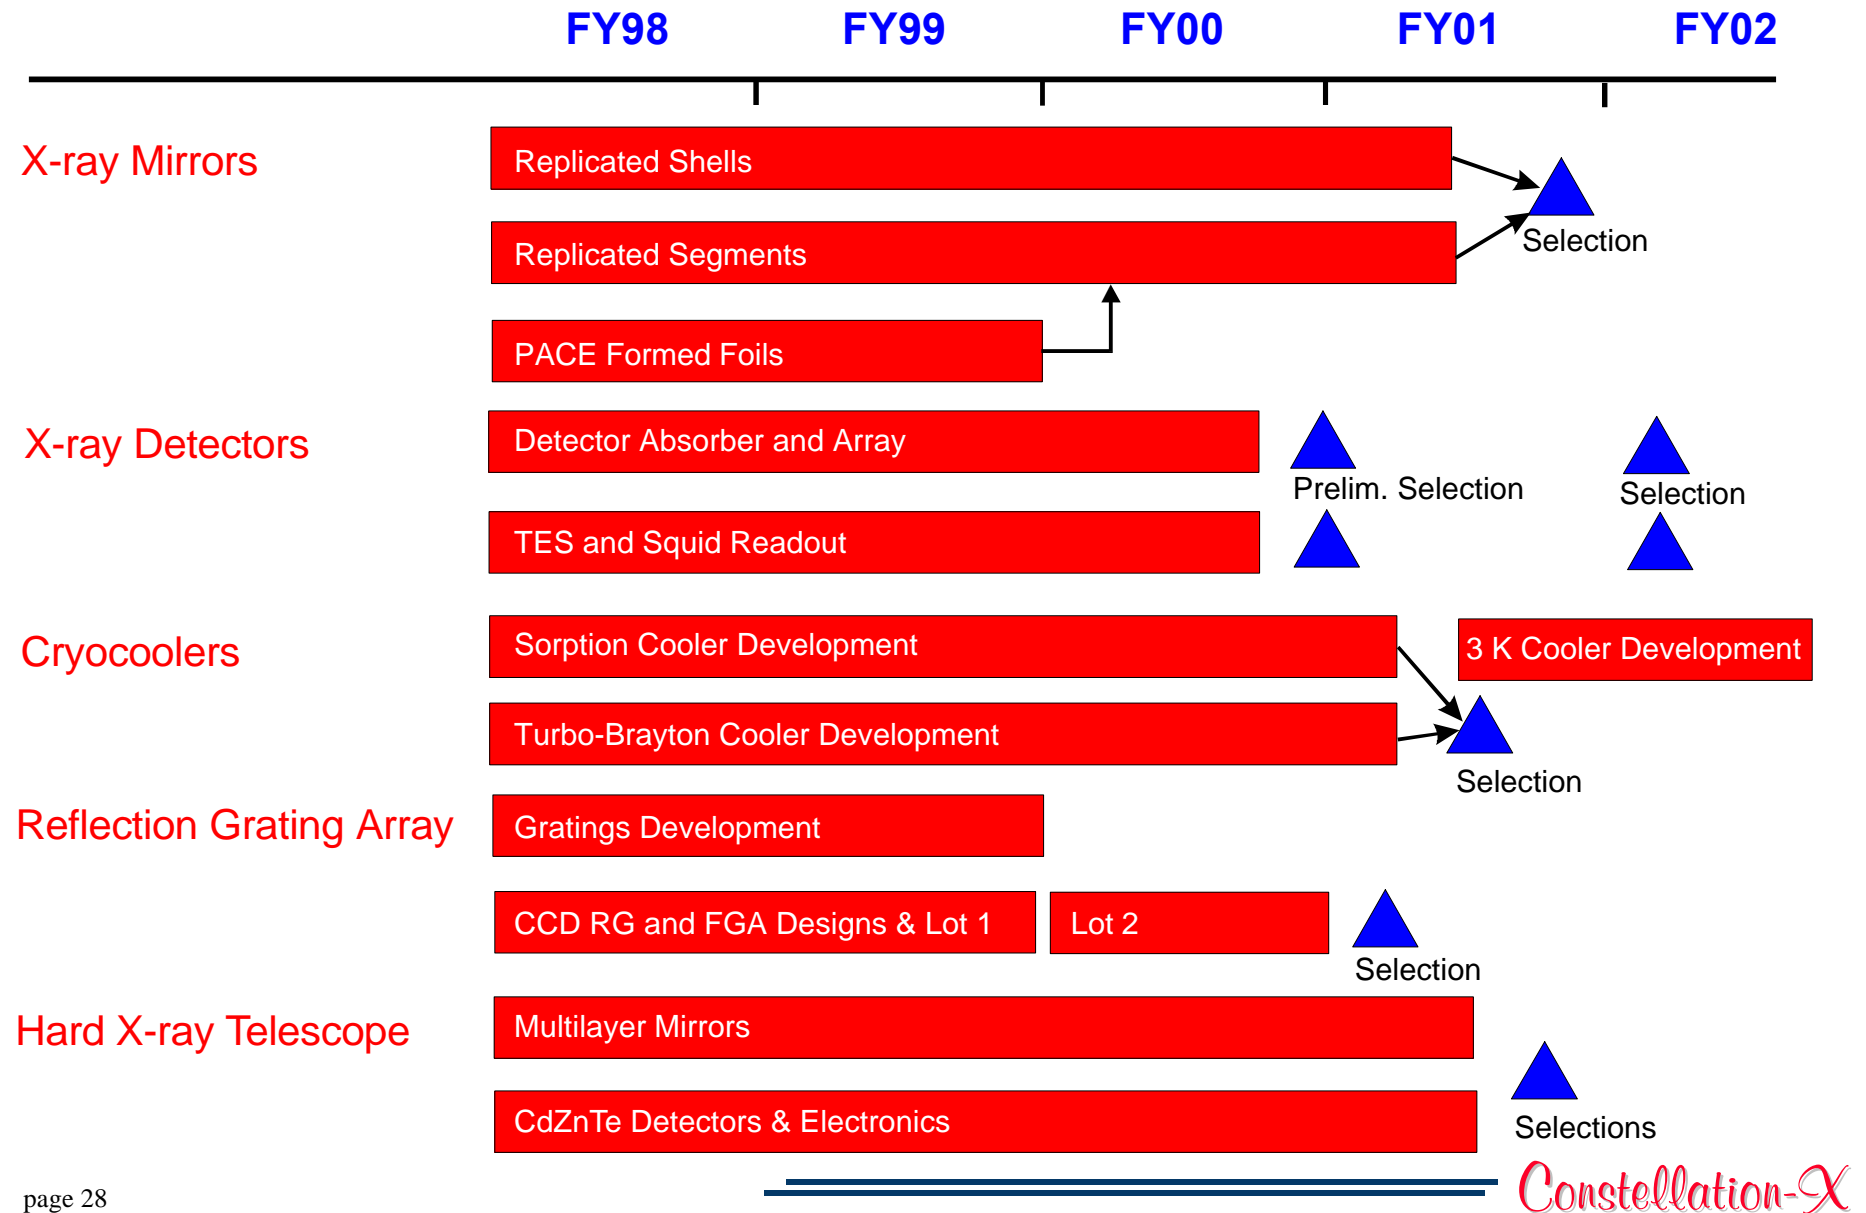 FY98 FY99 FY00 FY01 FY02
X-ray Mirrors
Replicated Shells
Replicated Segments
Selection
PACE Formed Foils
X-ray Detectors
Detector Absorber and Array
Prelim. Selection
Selection
TES and Squid Readout
Cryocoolers
Sorption Cooler Development
3 K Cooler Development
Turbo-Brayton Cooler Development
Selection
Reflection Grating Array
Gratings Development
CCD RG and FGA Designs & Lot 1
Lot 2
Selection
Hard X-ray Telescope
Multilayer Mirrors
CdZnTe Detectors & Electronics
Selections
page 28
Constellation-X